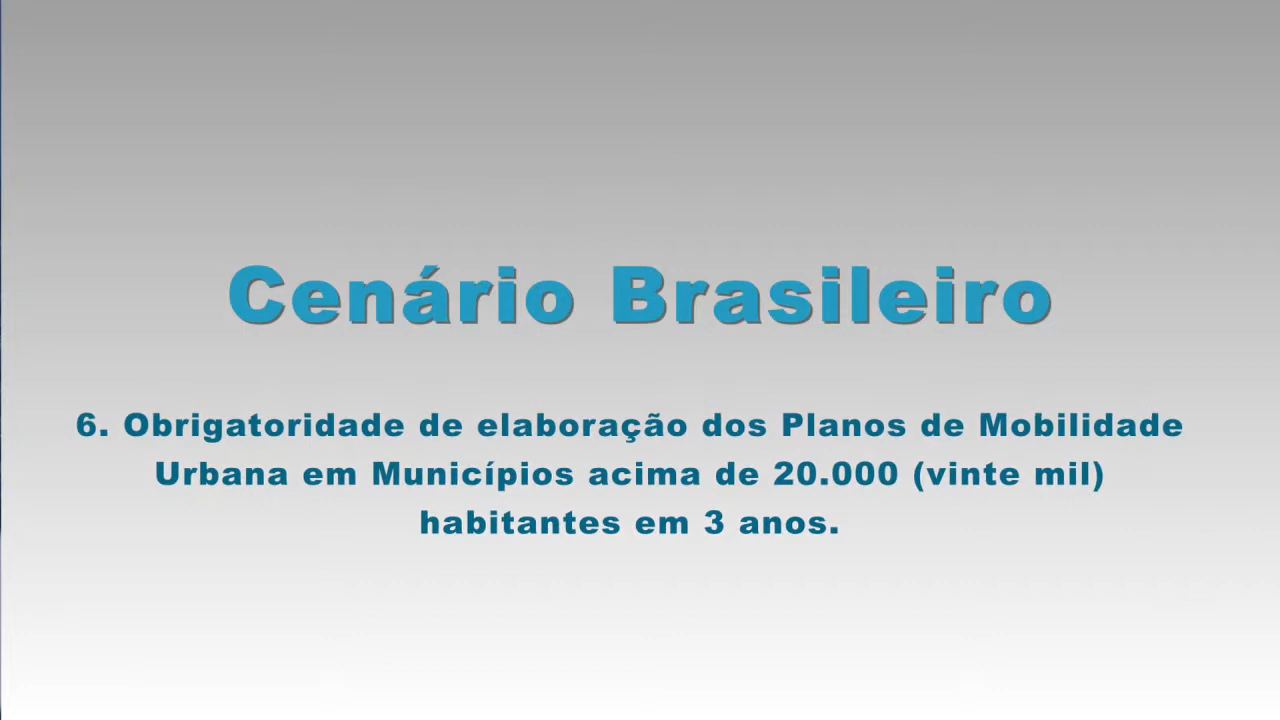 Cenário Brasileiro
6. Obrigatoridade de elaboração dos Planos de Mobilidade
Urbana em Municípios acima de 20.000 (vinte mil)
habitantes em 3 anos.